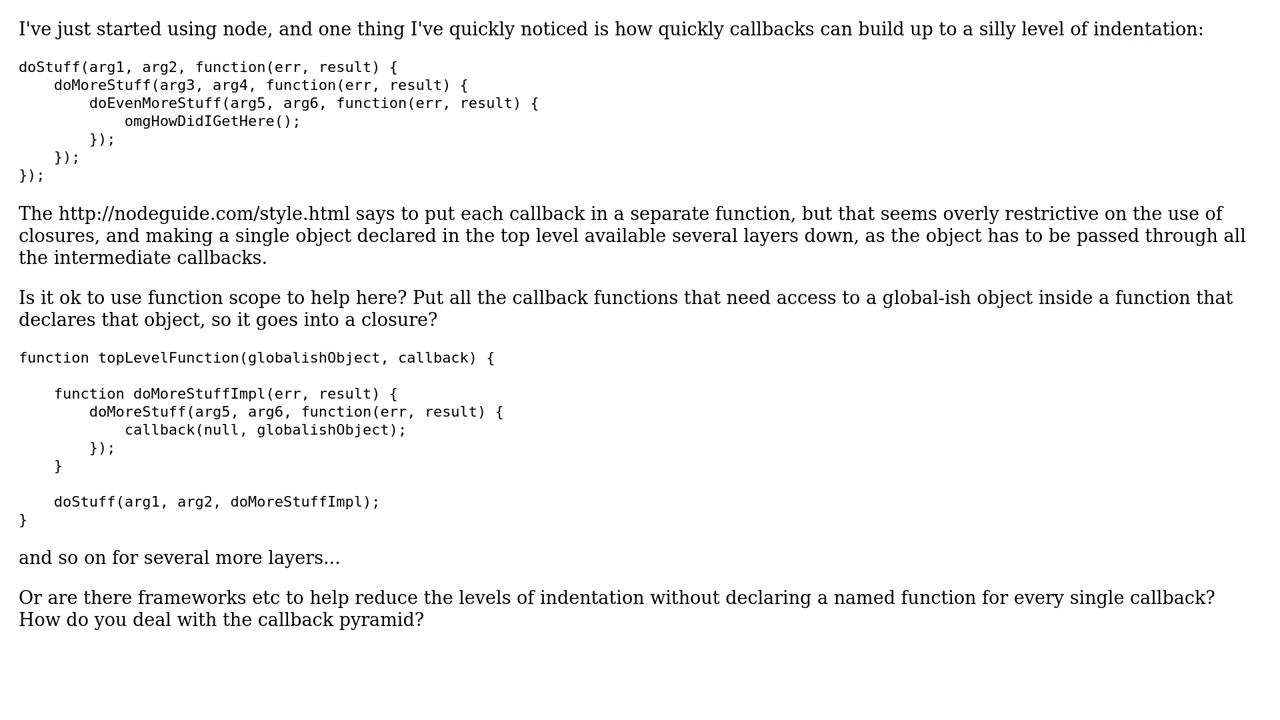 I've just started using node, and one thing I've quickly noticed is how quickly callbacks can build up to a silly level of indentation:
doStuff(arg1, arg2, function(err, result) {
    doMoreStuff(arg3, arg4, function(err, result) {
        doEvenMoreStuff(arg5, arg6, function(err, result) {
            omgHowDidIGetHere();
        });
    });
});
The http://nodeguide.com/style.html says to put each callback in a separate function, but that seems overly restrictive on the use of
closures, and making a single object declared in the top level available several layers down, as the object has to be passed through all
the intermediate callbacks.
Is it ok to use function scope to help here? Put all the callback functions that need access to a global-ish object inside a function that
declares that object, so it goes into a closure?
function topLevelFunction(globalishObject, callback) {
    function doMoreStuffImpl(err, result) {
        doMoreStuff(arg5, arg6, function(err, result) {
            callback(null, globalishObject);
        });
    }
    doStuff(arg1, arg2, doMoreStuffImpl);
}
and so on for several more layers...
Or are there frameworks etc to help reduce the levels of indentation without declaring a named function for every single callback?
How do you deal with the callback pyramid?